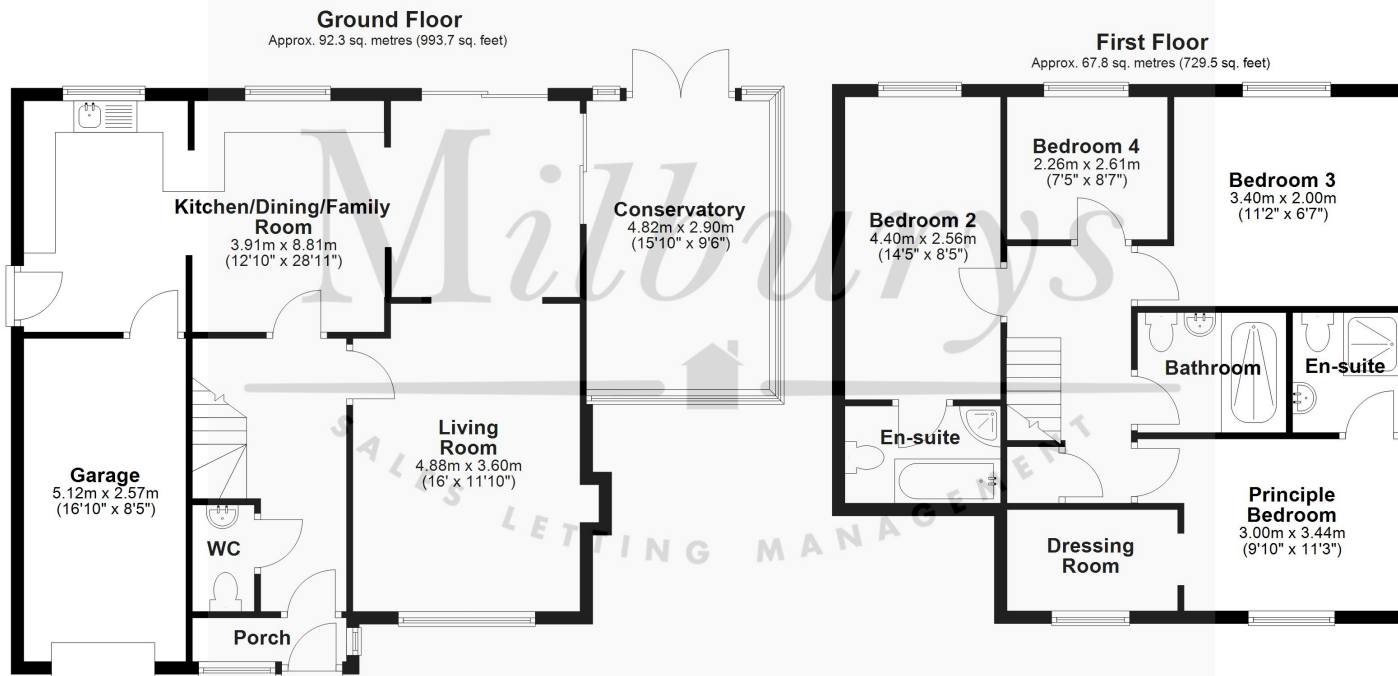 Ground Floor
Approx. 92.3 sq. metres (993.7 sq. feet)
Kitchen/Dining/Family
Room
3.91m x 8.81m
(12'10" x 28'11")
Conservatory
4.82m x 2.90m
(15'10" x 9'6")
Living
Room
4.88m x 3.60m
(16' x 11'10")
Garage
5.12m x 2.57m
(16'10" x 8'5")
WC
Porch
First Floor
Approx. 67.8 sq. metres (729.5 sq. feet)
Bedroom 4
2.26m x 2.61m
(7'5" x 8'7")
Bedroom 3
3.40m x 2.00m
(11'2" x 6'7")
Bedroom 2
4.40m x 2.56m
(14'5" x 8'5")
Bathroom
En-suite
En-suite
Principle
Bedroom
3.00m x 3.44m
(9'10" x 11'3")
Dressing
Room
Milburys
SALES LETTING MANAGEMENT